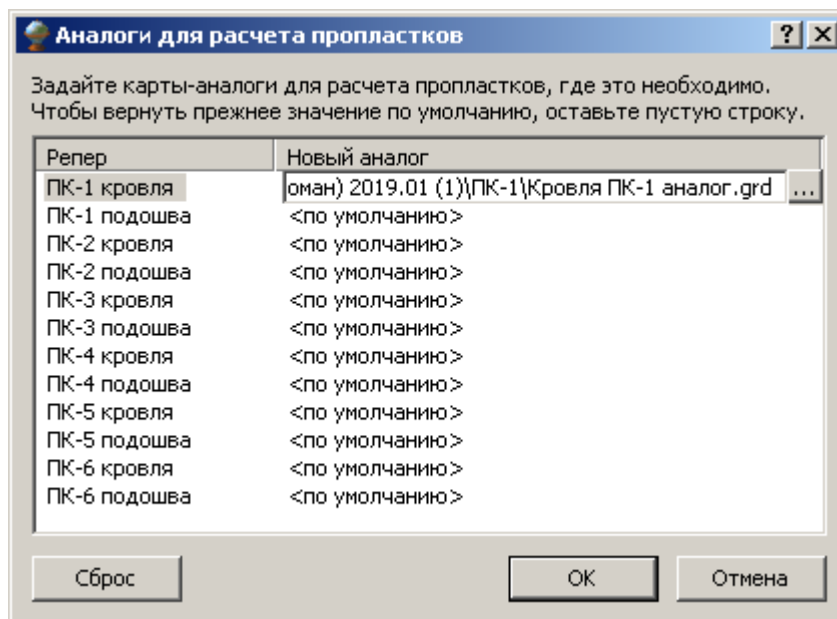 Аналоги для расчета пропластков
Задайте карты-аналоги для расчета пропластков, где это необходимо.
Чтобы вернуть прежнее значение по умолчанию, оставьте пустую строку.
Репер Новый аналог
ПК-1 кровля оман) 2019.01 (1)\ПК-1\Кровля ПК-1 аналог.grd ...
ПК-1 подошва <по умолчанию>
ПК-2 кровля <по умолчанию>
ПК-2 подошва <по умолчанию>
ПК-3 кровля <по умолчанию>
ПК-3 подошва <по умолчанию>
ПК-4 кровля <по умолчанию>
ПК-4 подошва <по умолчанию>
ПК-5 кровля <по умолчанию>
ПК-5 подошва <по умолчанию>
ПК-6 кровля <по умолчанию>
ПК-6 подошва <по умолчанию>
Сброс OK Отмена